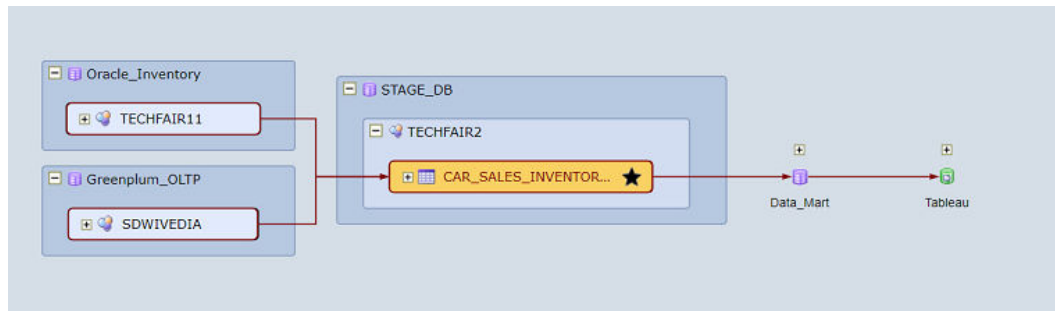 Oracle_Inventory
TECHFAIR11
Greenplum_OLTP
SDWIVEDIA
STAGE_DB
TECHFAIR2
CAR_SALES_INVENTOR...
Data_Mart
Tableau